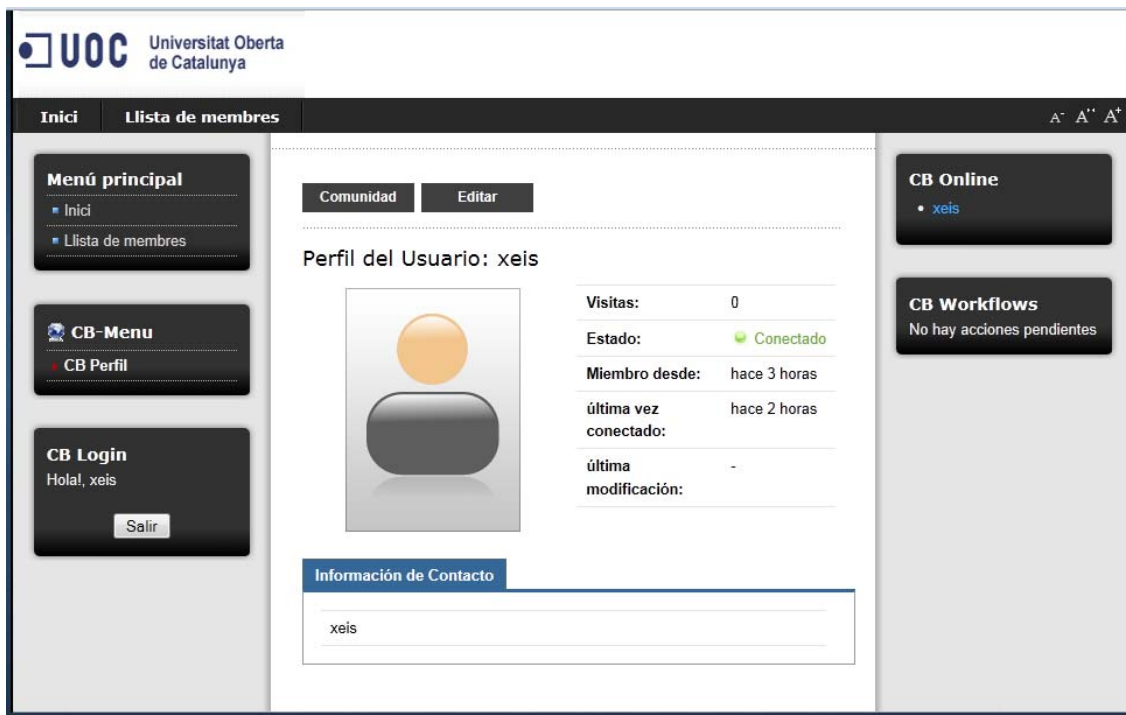 UOC
Universitat Oberta
de Catalunya
Inici
Llista de membres
A- A'' A+
Menú principal
Inici
Llista de membres
CB-Menu
CB Perfil
CB Login
Hola!, xeis
Salir
Comunidad
Editar
Perfil del Usuario: xeis
Visitas: 0
Estado: Conectado
Miembro desde: hace 3 horas
última vez hace 2 horas
conectado:
última -
modificación:
Información de Contacto
xeis
CB Online
xeis
CB Workflows
No hay acciones pendientes